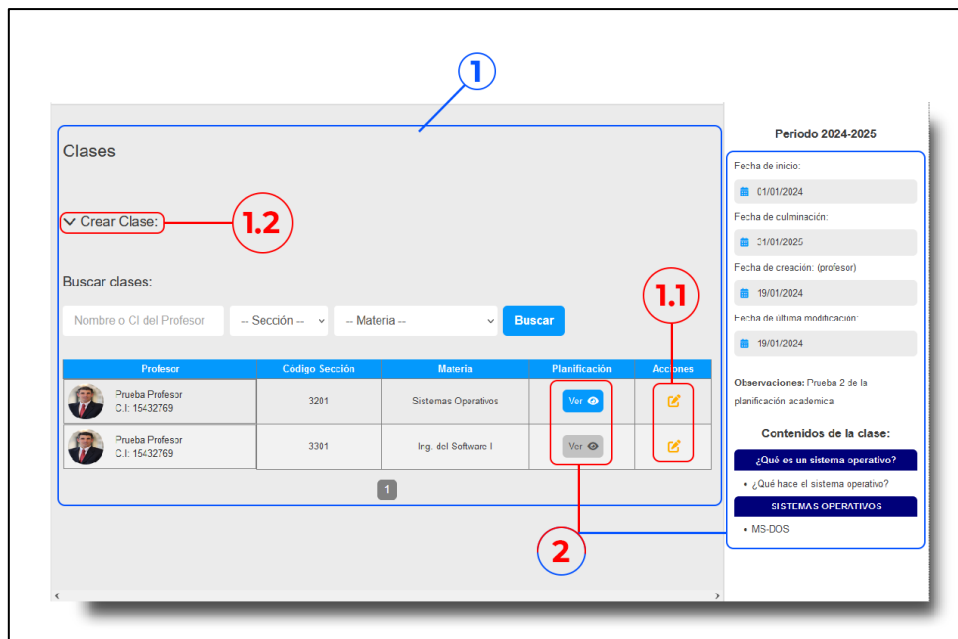 1
Clases
Crear Clase:
1.2
Buscar clases:
1.1
Nombre o CI del Profesor
-- Sección --
-- Materia --
Buscar
Profesor Código Sección Materia Planificación Acciones
Prueba Profesor
C.I: 15432769
3201 Sistemas Operativos Ver
Prueba Profesor
C.I: 15432769
3301 Ing. del Software I Ver
1
2
Periodo 2024-2025
Fecha de inicio:
01/01/2024
Fecha de culminación:
31/01/2025
Fecha de creación: (profesor)
19/01/2024
Fecha de última modificación:
19/01/2024
Observaciones: Prueba 2 de la
planificación academica
Contenidos de la clase:
¿Qué es un sistema operativo?
• ¿Qué hace el sistema operativo?
SISTEMAS OPERATIVOS
• MS-DOS